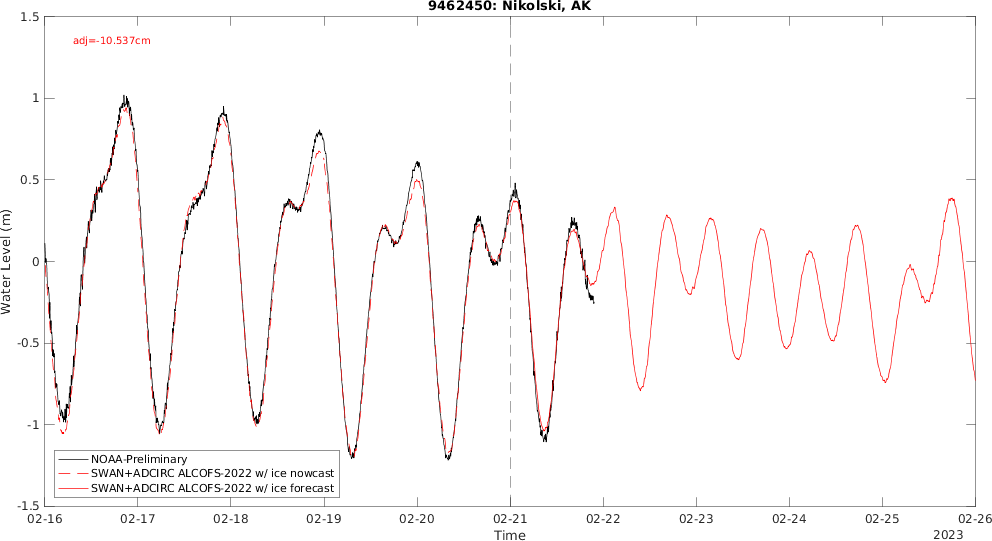 9462450: Nikolski, AK
adj=-10.537cm
Water Level (m)
1.5
1
0.5
0
-0.5
-1
-1.5
NOAA-Preliminary
SWAN+ADCIRC ALCOFS-2022 w/ ice nowcast
SWAN+ADCIRC ALCOFS-2022 w/ ice forecast
02-16 02-17 02-18 02-19 02-20 02-21 02-22 02-23 02-24 02-25 02-26
Time
2023